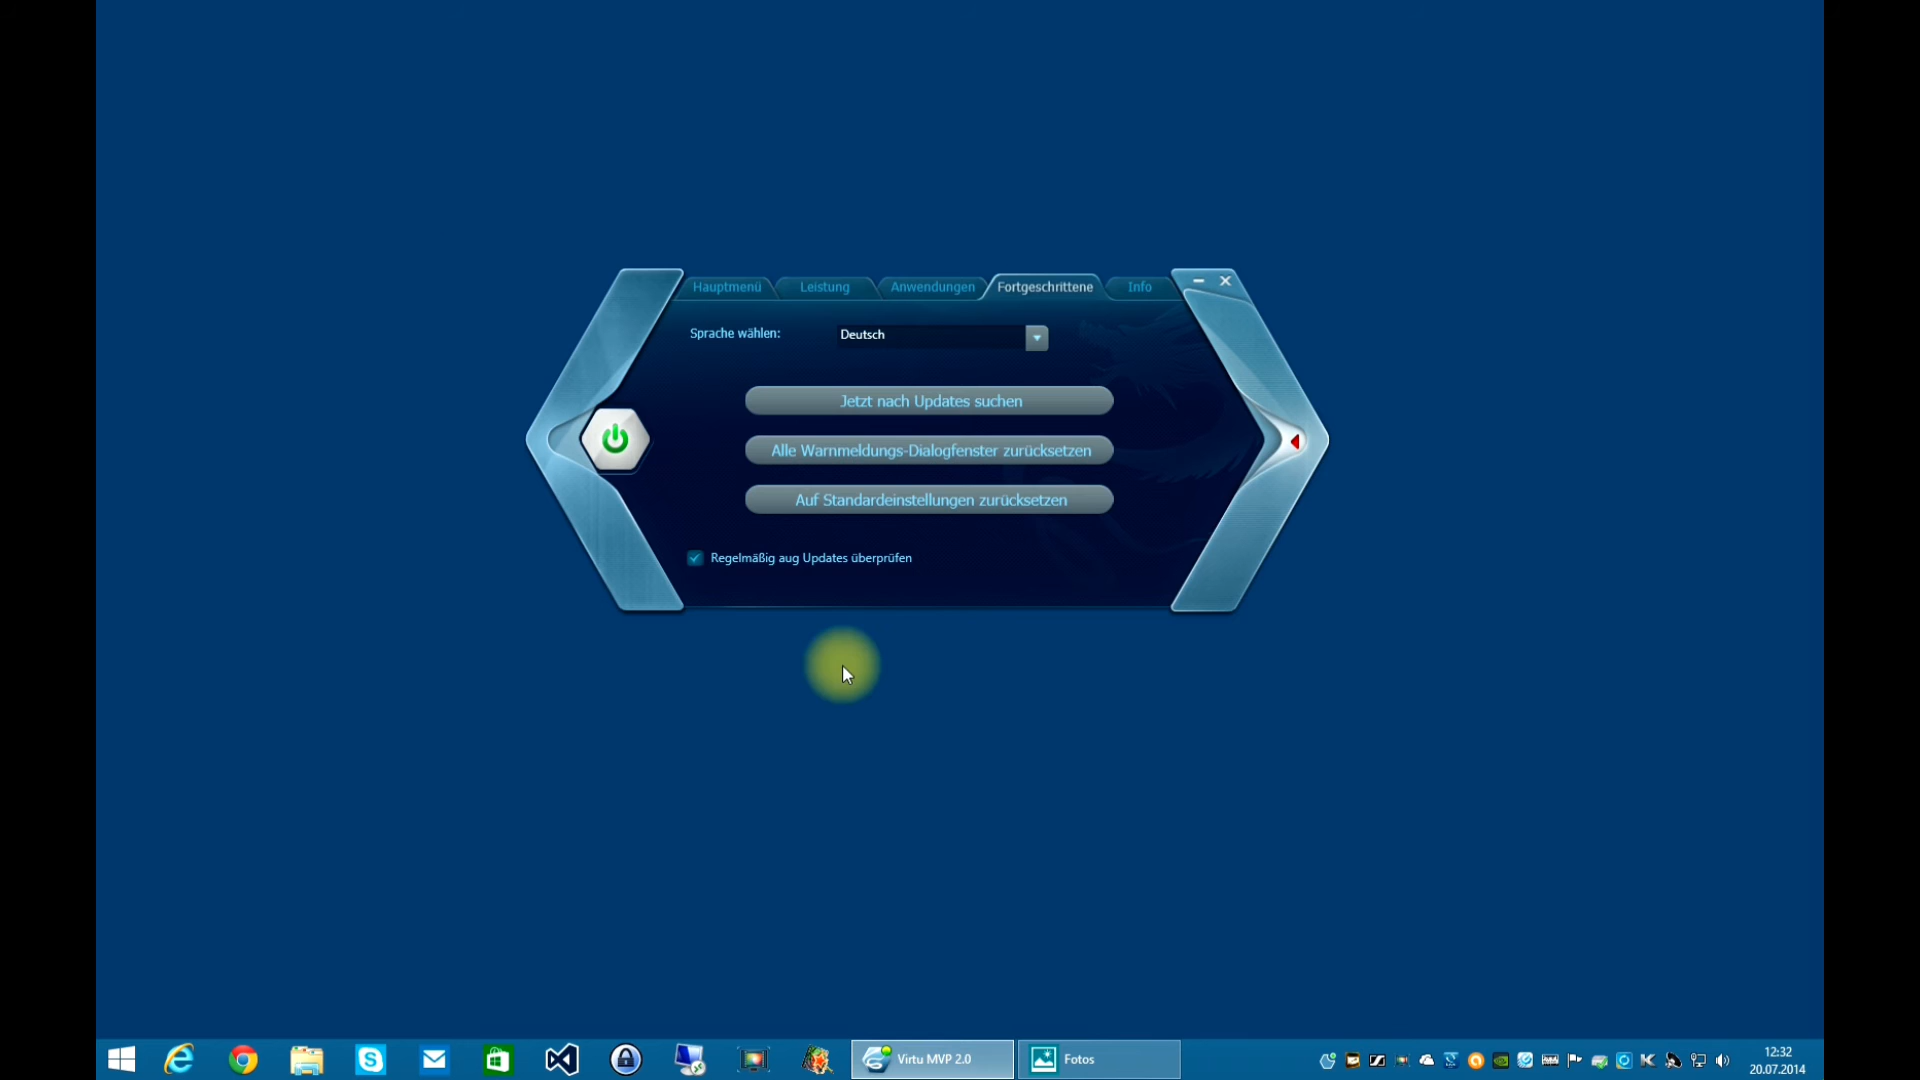 Hauptmenü Leistung Anwendungen Fortgeschrittene Info
Sprache wählen: Deutsch
Jetzt nach Updates suchen
Alle Warnmeldungs-Dialogfenster zurücksetzen
Auf Standardeinstellungen zurücksetzen
Regelmäßig aug Updates überprüfen
Virtu MVP 2.0
Fotos
12:32
20.07.2014